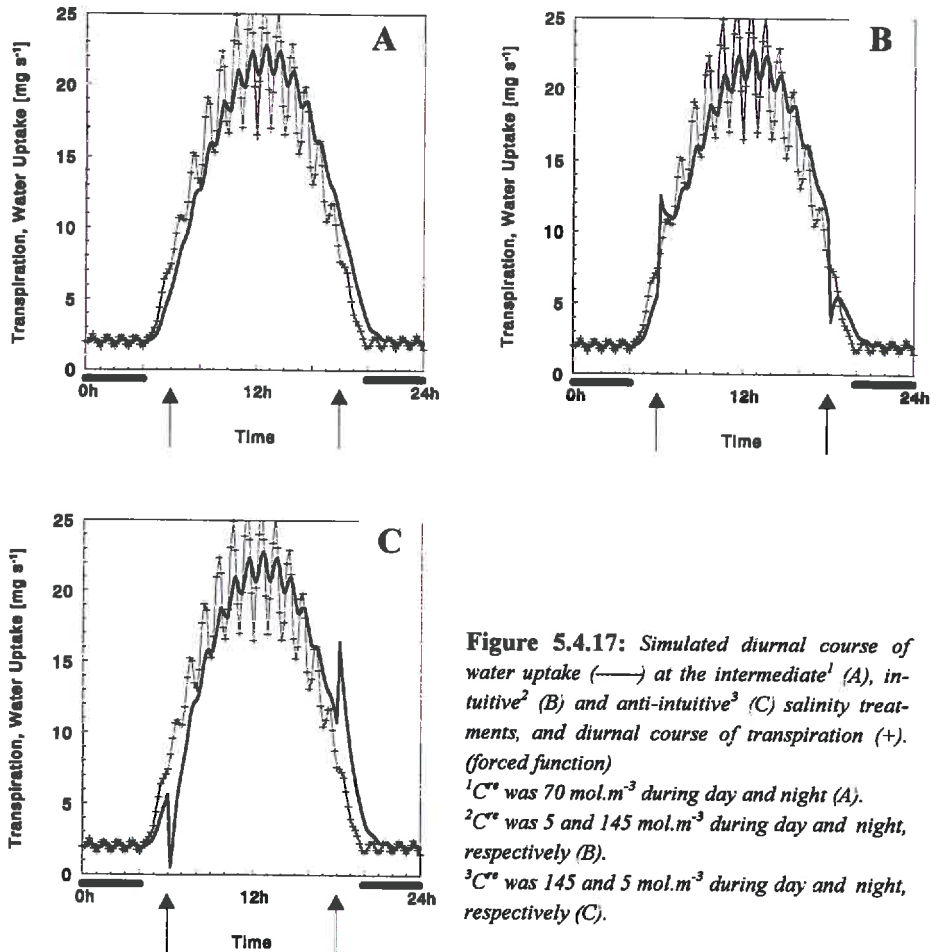 A
Transpiration, Water Uptake [mg s⁻¹]
25
20
15
10
5
0
0h
12h
24h
Time
B
Transpiration, Water Uptake [mg s⁻¹]
25
20
15
10
5
0
0h
12h
24h
Time
C
Transpiration, Water Uptake [mg s⁻¹]
25
20
15
10
5
0
0h
12h
24h
Time
Figure 5.4.17: Simulated diurnal course of
water uptake (——) at the intermediate¹ (A), in-
tuitive² (B) and anti-intuitive³ (C) salinity treat-
ments, and diurnal course of transpiration (+).
(forced function)
¹Cʳᵉ was 70 mol.m⁻³ during day and night (A).
²Cʳᵉ was 5 and 145 mol.m⁻³ during day and night,
respectively (B).
³Cʳᵉ was 145 and 5 mol.m⁻³ during day and night,
respectively (C).